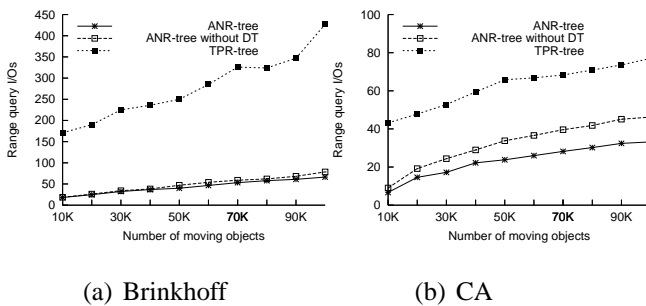 ANR-tree
ANR-tree without DT
TPR-tree
450
400
350
300
250
200
150
100
50
0
Range query I/Os
10K 30K 50K 70K 90K
Number of moving objects
(a) Brinkhoff
ANR-tree
ANR-tree without DT
TPR-tree
100
80
60
40
20
0
Range query I/Os
10K 30K 50K 70K 90K
Number of moving objects
(b) CA